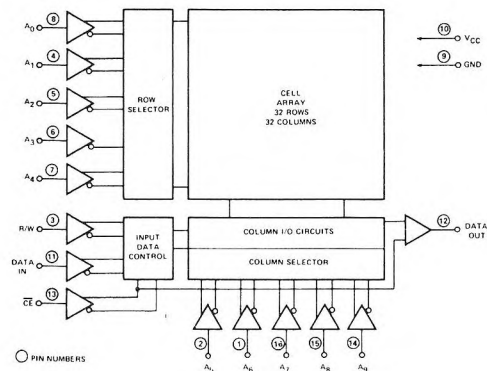 A0 8
A1 4
A2 5
A3 6
A4 7
ROW
SELECTOR
CELL
ARRAY
32 ROWS
32 COLUMNS
10 VCC
9 GND
R/W 3
DATA
IN 11
CE 13
INPUT
DATA
CONTROL
COLUMN I/O CIRCUITS
COLUMN SELECTOR
12 DATA
OUT
2 1 16 15 14
A5 A6 A7 A8 A9
PIN NUMBERS